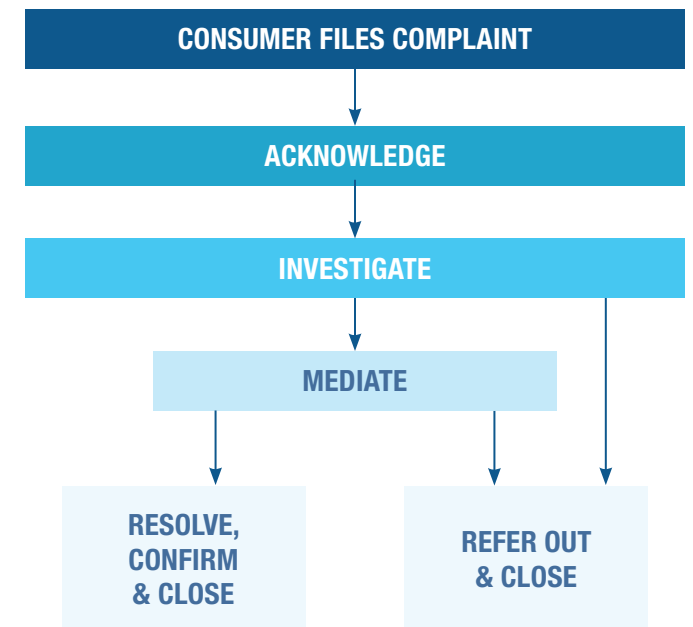 CONSUMER FILES COMPLAINT
ACKNOWLEDGE
INVESTIGATE
MEDIATE
RESOLVE,
CONFIRM
& CLOSE
REFER OUT
& CLOSE